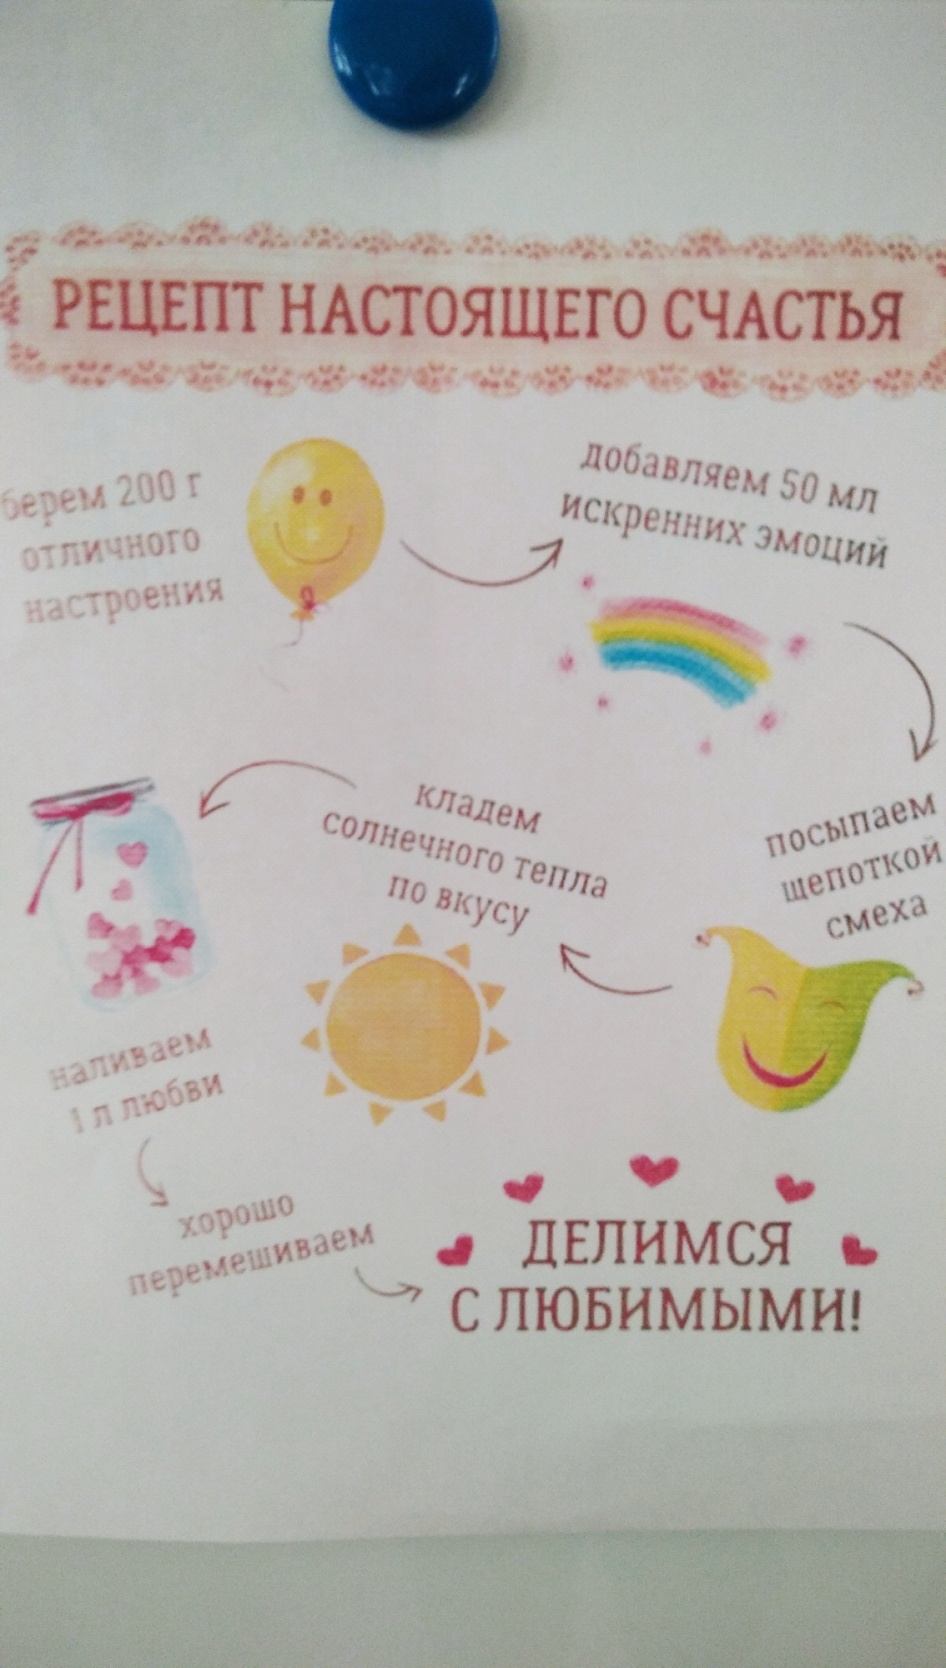 РЕЦЕПТ НАСТОЯЩЕГО СЧАСТЬЯ
берем 200 г
отличного
настроения
добавляем 50 мл
искренних эмоций
посыпаем
щепоткой
смеха
кладем
солнечного тепла
по вкусу
наливаем
1 л любви
хорошо
перемешиваем
ДЕЛИМСЯ
С ЛЮБИМЫМИ!